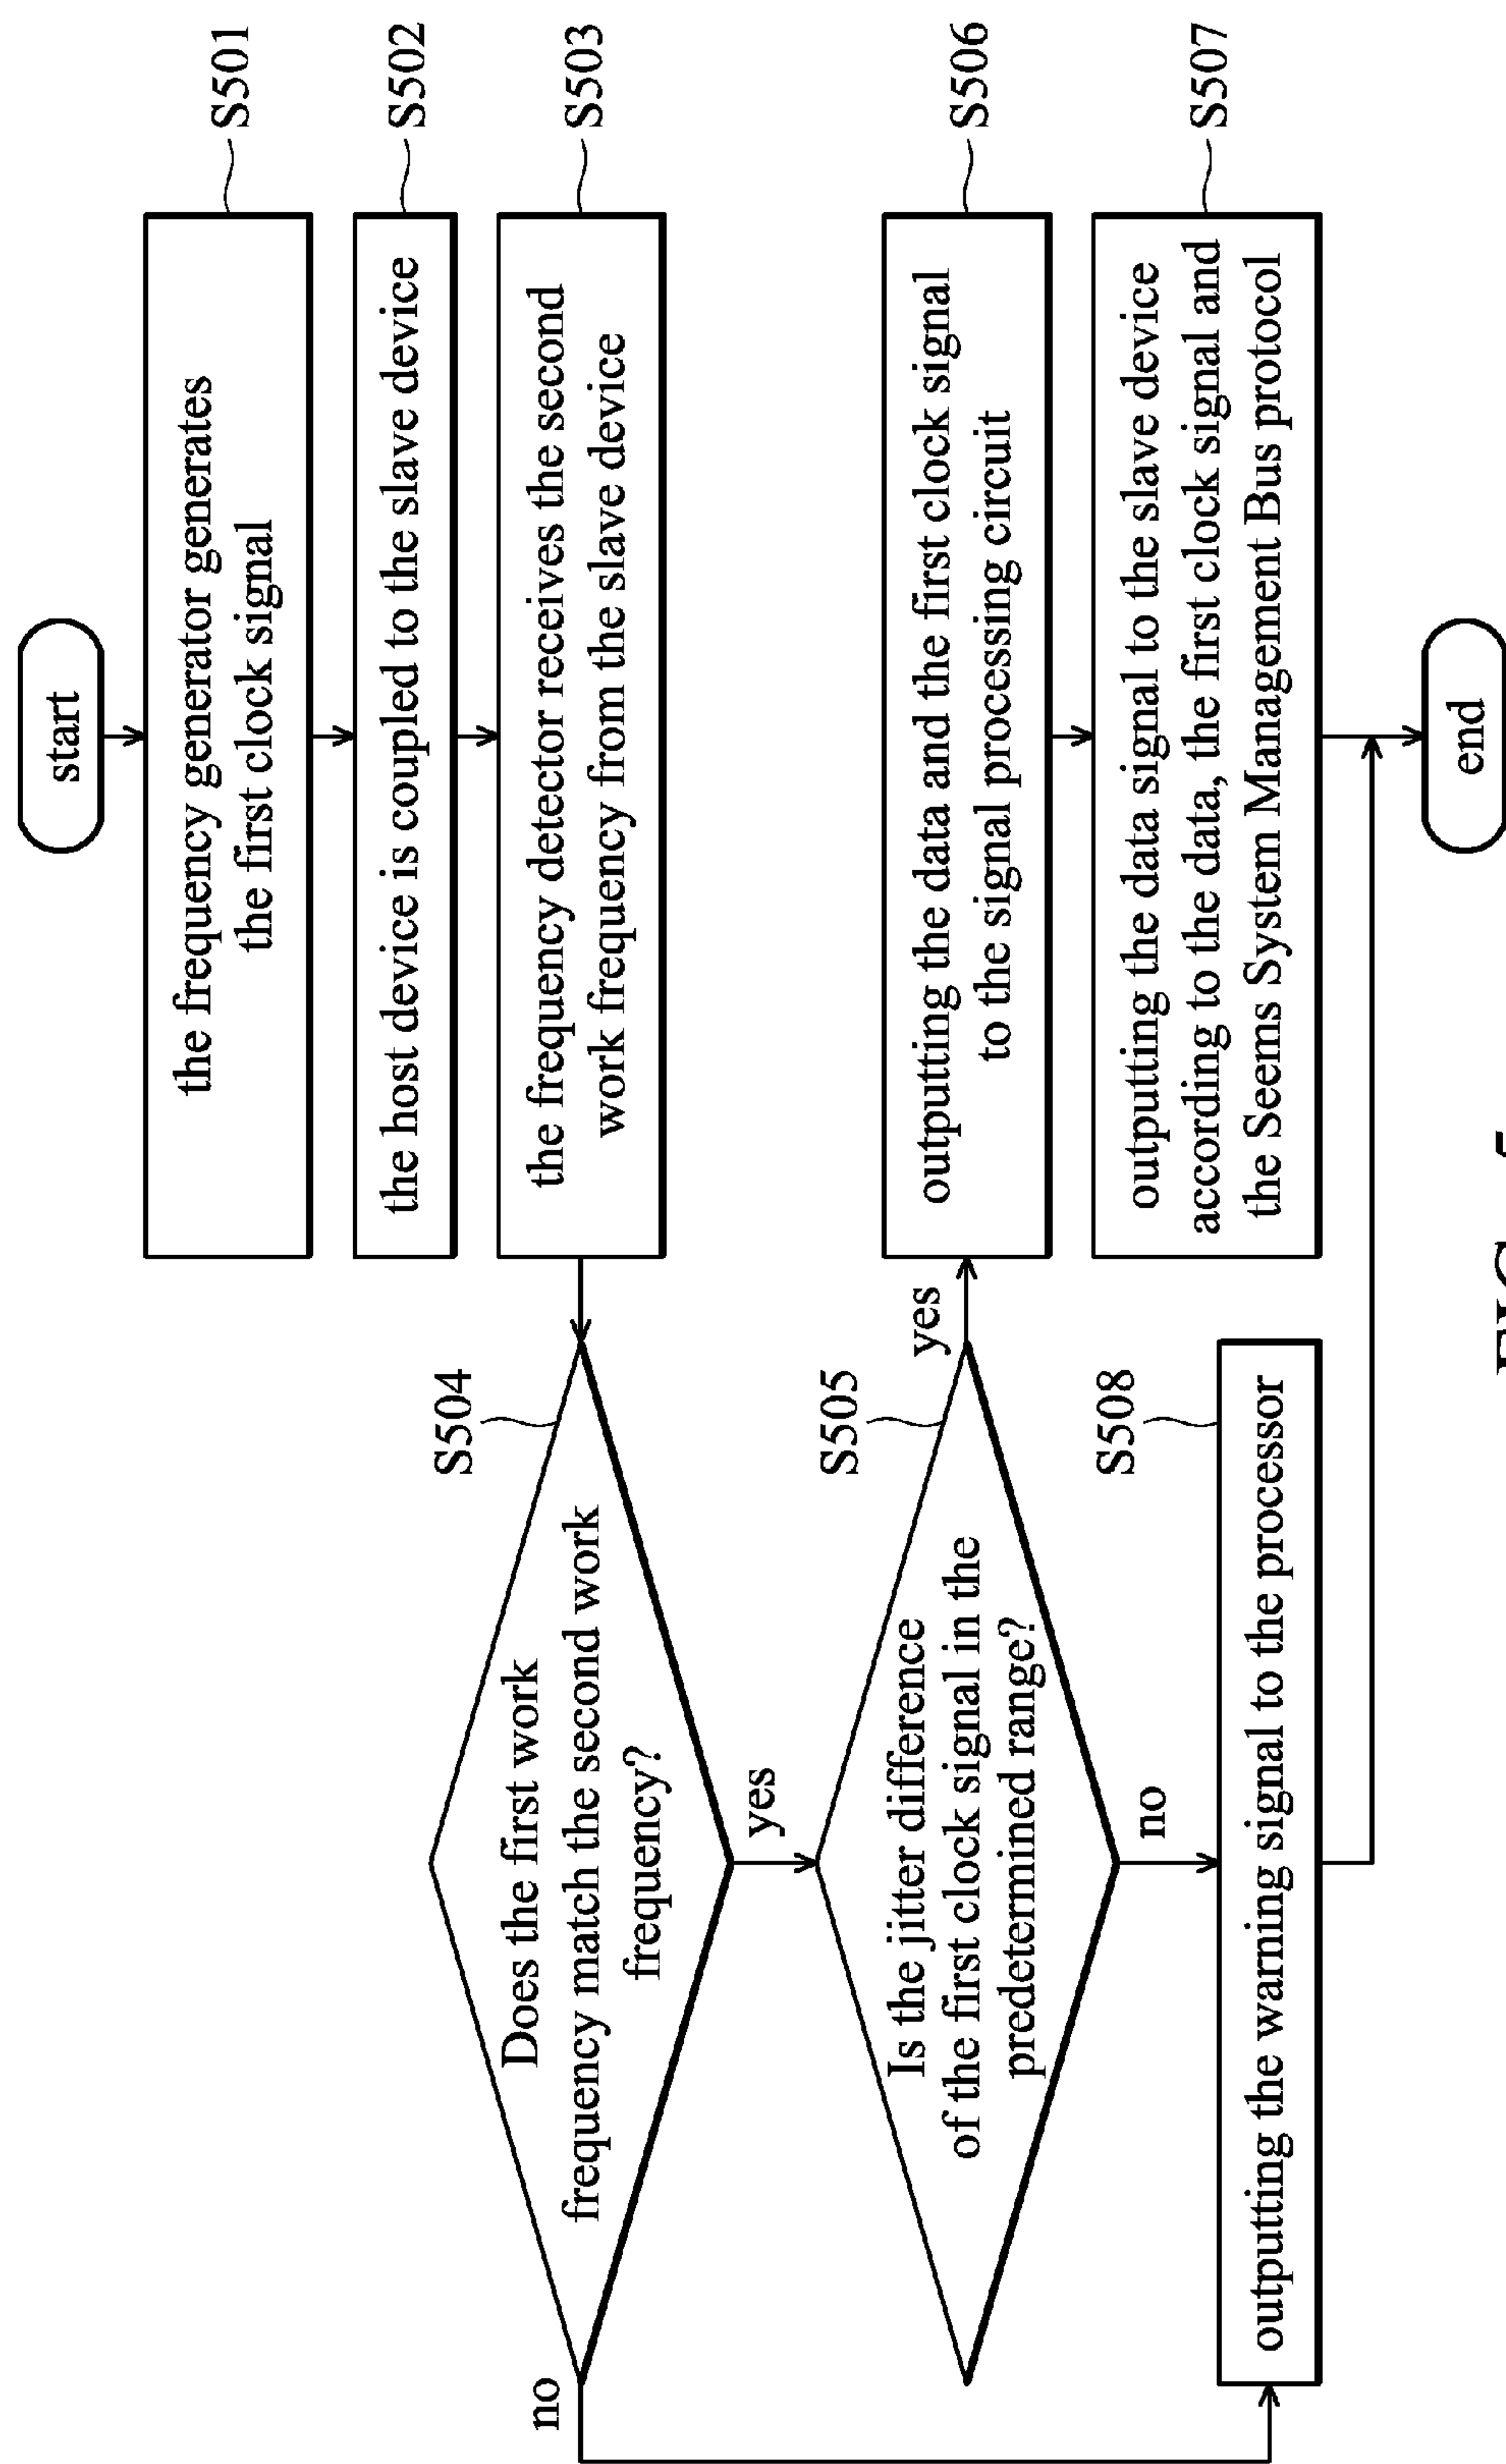 start
the frequency generator generates
the first clock signal
S501
the host device is coupled to the slave device
S502
the frequency detector receives the second
work frequency from the slave device
S503
Does the first work
frequency match the second work
frequency?
S504
no
yes
Is the jitter difference
of the first clock signal in the
predetermined range?
S505
yes
no
outputting the data and the first clock signal
to the signal processing circuit
S506
outputting the data signal to the slave device
according to the data, the first clock signal and
the Seems System Management Bus protocol
S507
outputting the warning signal to the processor
S508
end